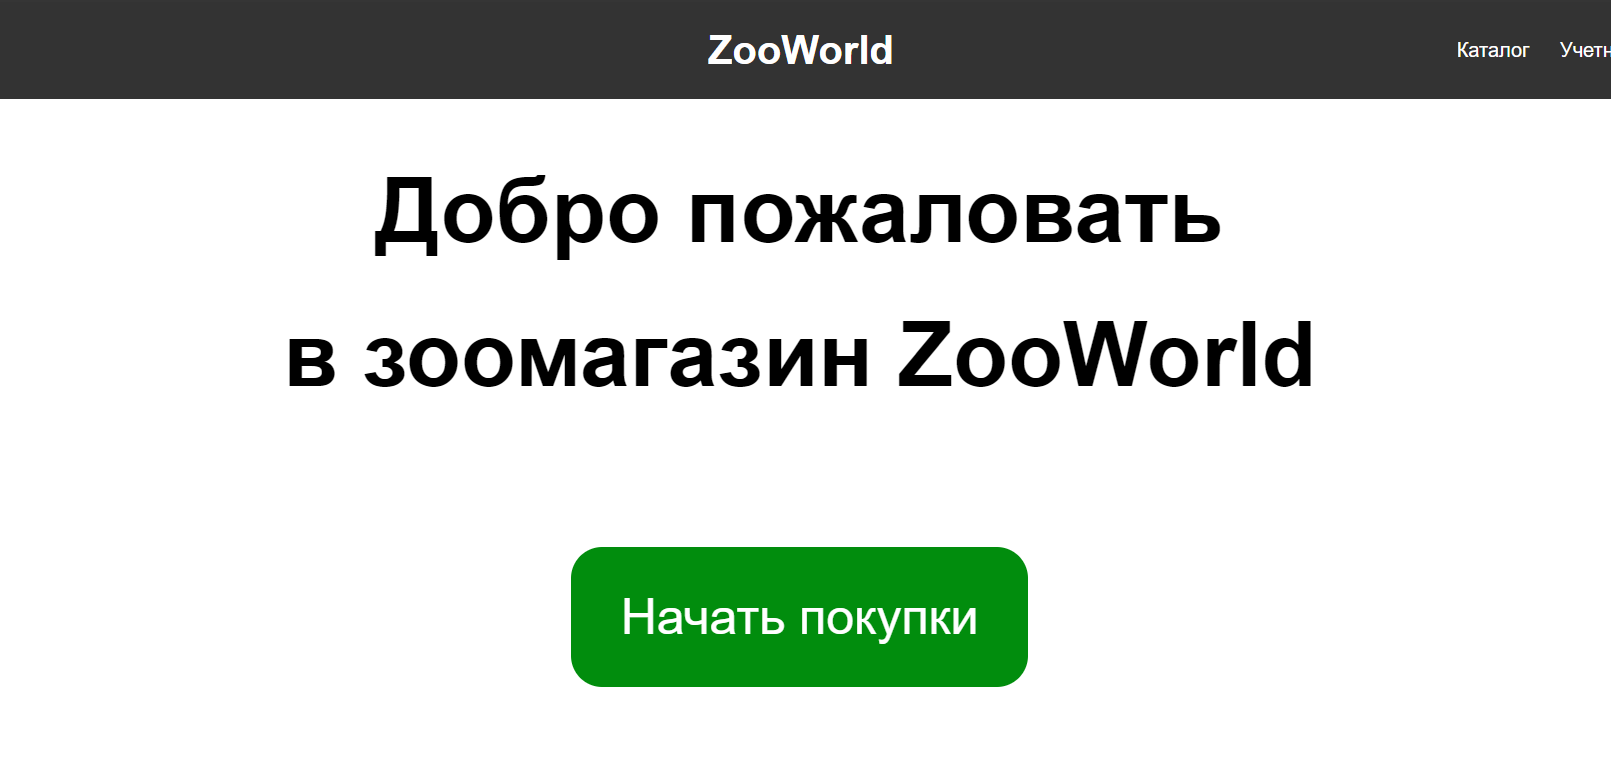 ZooWorld
Каталог
Добро пожаловать
в зоомагазин ZooWorld
Начать покупки